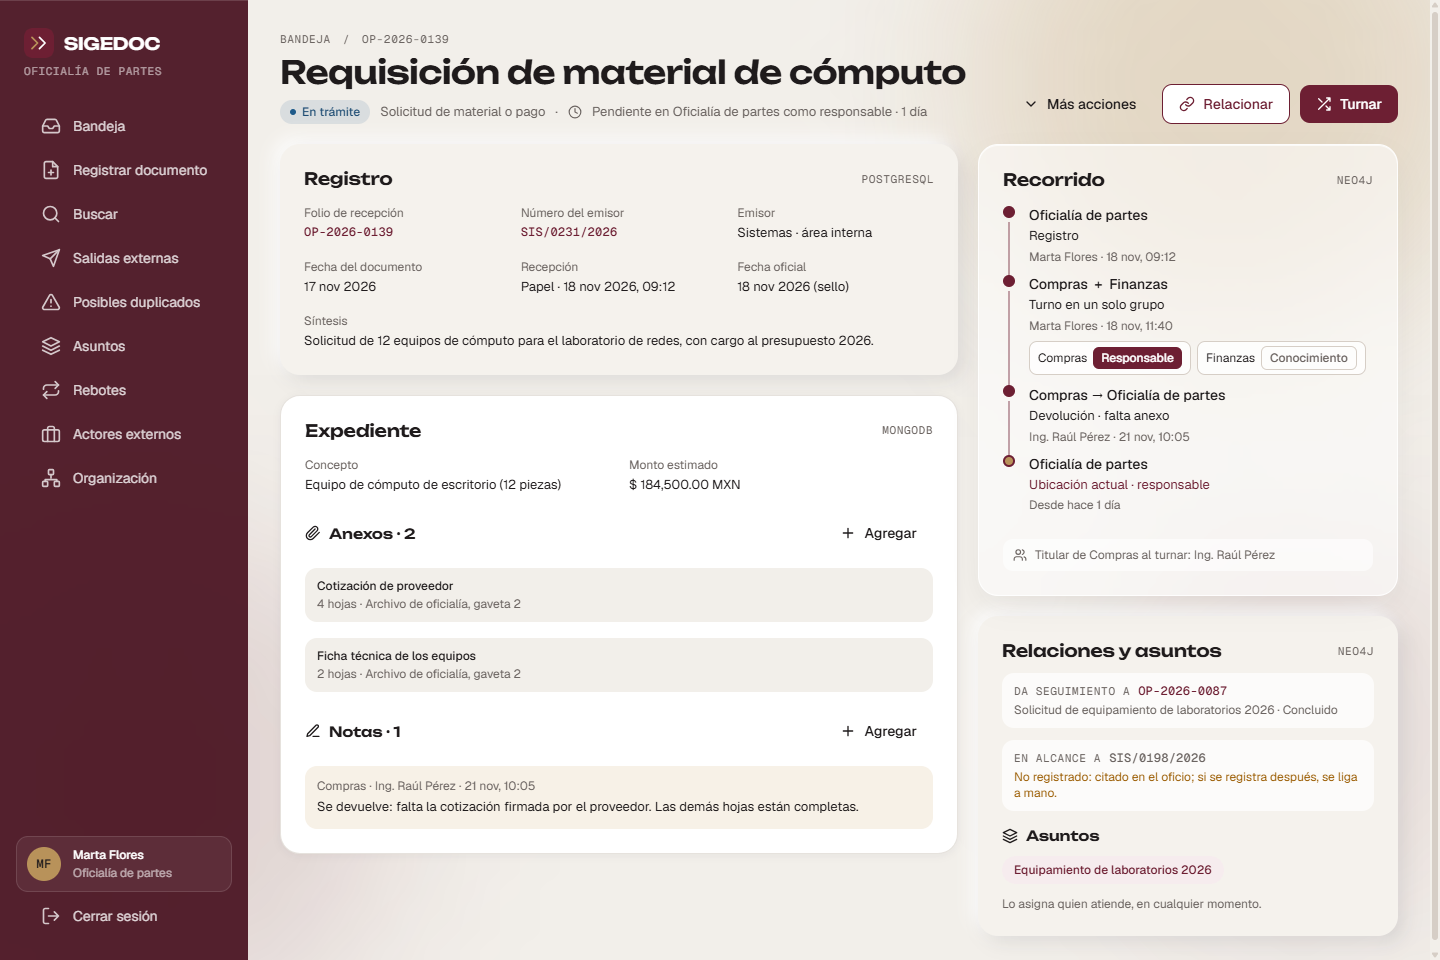 SIGEDOC
OFICIALÍA DE PARTES
Bandeja
Registrar documento
Buscar
Salidas externas
Posibles duplicados
Asuntos
Rebotes
Actores externos
Organización
MF
Marta Flores
Oficialía de partes
Cerrar sesión
BANDEJA / OP-2026-0139
Requisición de material de cómputo
En trámite Solicitud de material o pago · Pendiente en Oficialía de partes como responsable · 1 día
Más acciones
Relacionar
Turnar
Registro
POSTGRESQL
Folio de recepción
OP-2026-0139
Número del emisor
SIS/0231/2026
Emisor
Sistemas · área interna
Fecha del documento
17 nov 2026
Recepción
Papel · 18 nov 2026, 09:12
Fecha oficial
18 nov 2026 (sello)
Síntesis
Solicitud de 12 equipos de cómputo para el laboratorio de redes, con cargo al presupuesto 2026.
Expediente
MONGODB
Concepto
Equipo de cómputo de escritorio (12 piezas)
Monto estimado
$ 184,500.00 MXN
Anexos · 2
Agregar
Cotización de proveedor
4 hojas · Archivo de oficialía, gaveta 2
Ficha técnica de los equipos
2 hojas · Archivo de oficialía, gaveta 2
Notas · 1
Agregar
Compras · Ing. Raúl Pérez · 21 nov, 10:05
Se devuelve: falta la cotización firmada por el proveedor. Las demás hojas están completas.
Recorrido
NEO4J
Oficialía de partes
Registro
Marta Flores · 18 nov, 09:12
Compras + Finanzas
Turno en un solo grupo
Marta Flores · 18 nov, 11:40
Compras Responsable
Finanzas Conocimiento
Compras → Oficialía de partes
Devolución · falta anexo
Ing. Raúl Pérez · 21 nov, 10:05
Oficialía de partes
Ubicación actual · responsable
Desde hace 1 día
Titular de Compras al turnar: Ing. Raúl Pérez
Relaciones y asuntos
NEO4J
DA SEGUIMIENTO A OP-2026-0087
Solicitud de equipamiento de laboratorios 2026 · Concluido
EN ALCANCE A SIS/0198/2026
No registrado: citado en el oficio; si se registra después, se liga
a mano.
Asuntos
Equipamiento de laboratorios 2026
Lo asigna quien atiende, en cualquier momento.